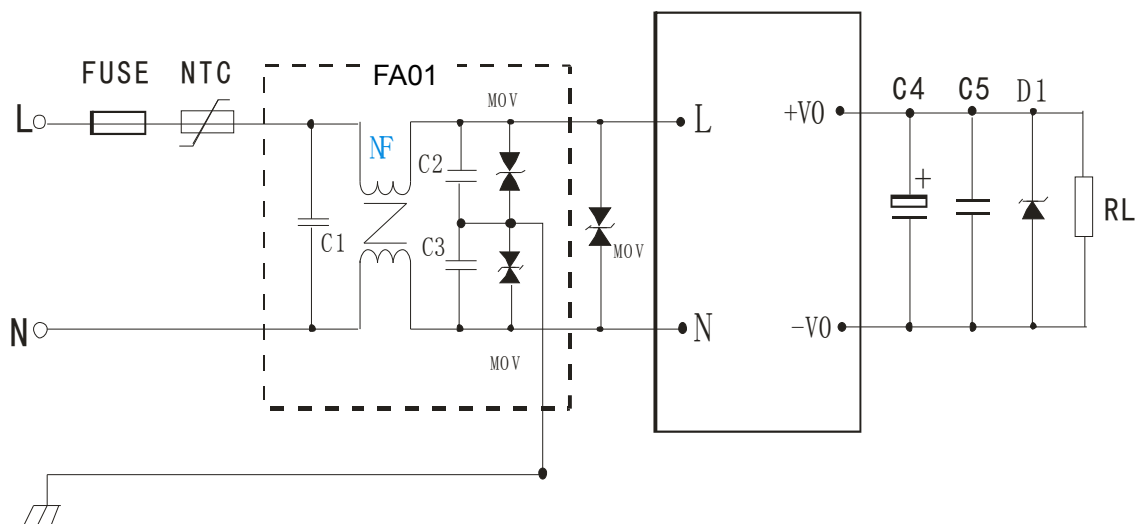 FUSE
NTC
FA01
L
NF
C1
C2
C3
MOV
MOV
MOV
N
L
N
+VO
-VO
C4
+
C5
D1
RL